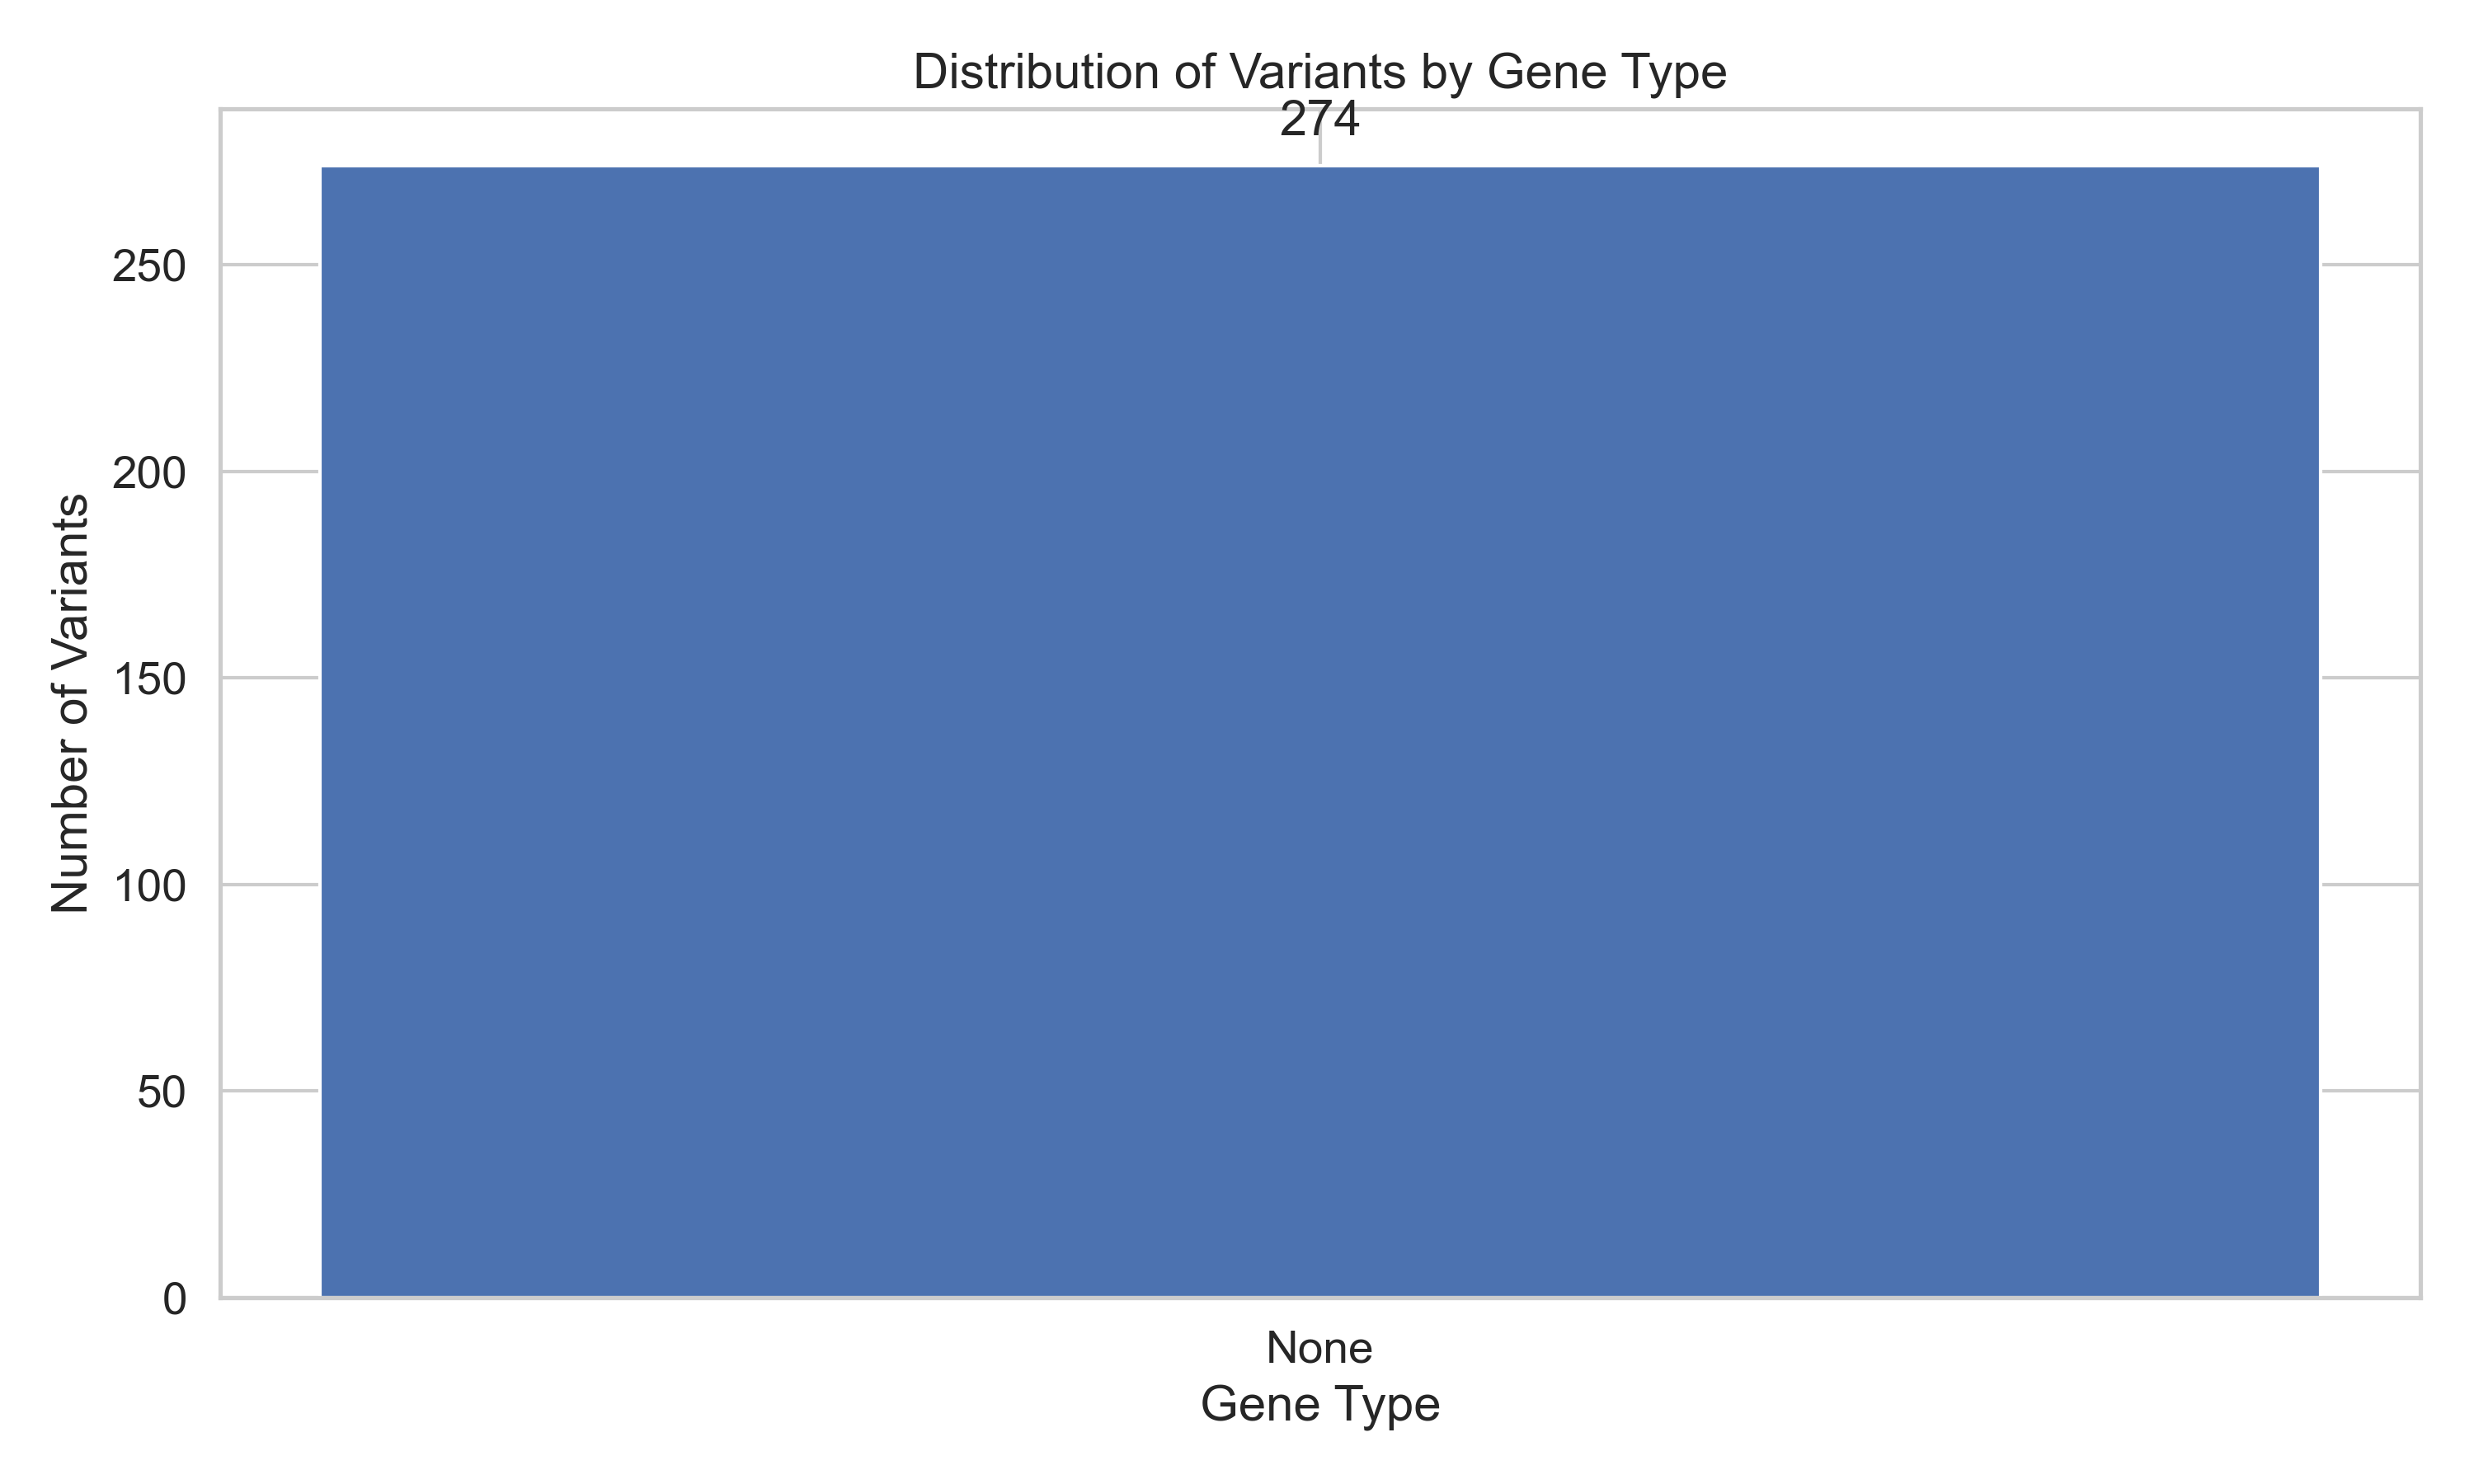 Distribution of Variants by Gene Type
274
250
200
150
100
50
0
Number of Variants
None
Gene Type